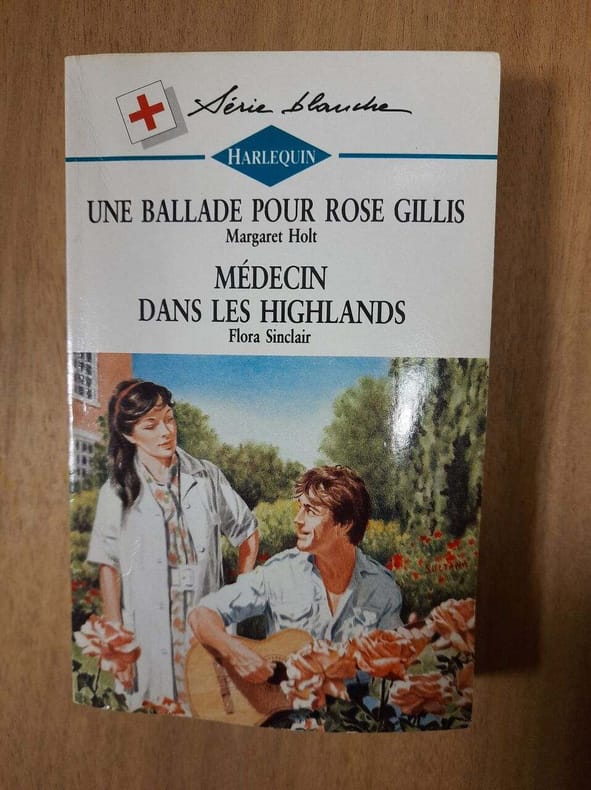 Série blanche
HARLEQUIN
UNE BALLADE POUR ROSE GILLIS
Margaret Holt
MÉDECIN
DANS LES HIGHLANDS
Flora Sinclair